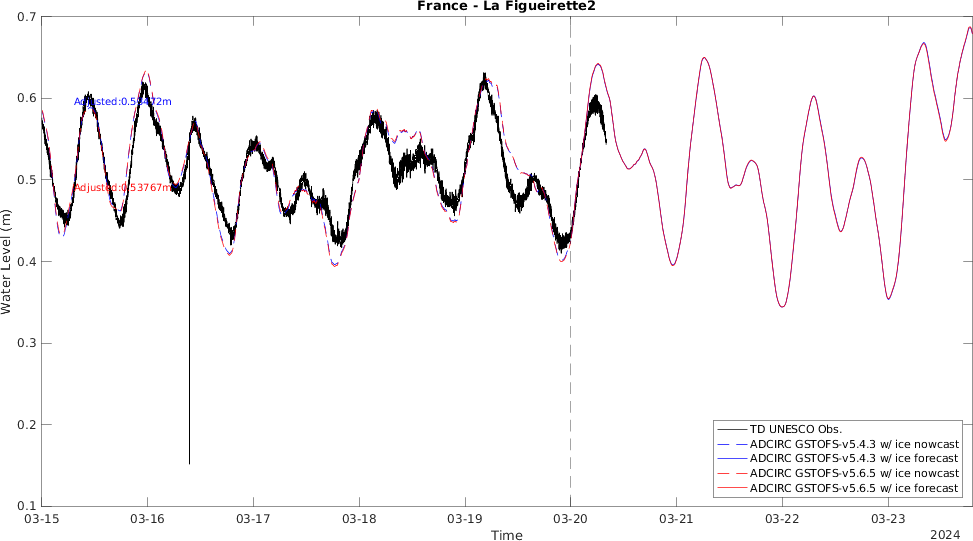 France - La Figueirette2
0.7
0.6
0.5
0.4
0.3
0.2
0.1
Water Level (m)
Adjusted:0.53767m
03-15
03-16
03-17
03-18
03-19
03-20
03-21
03-22
03-23
Time
2024
TD UNESCO Obs.
ADCIRC GSTOFS-v5.4.3 w/ ice nowcast
ADCIRC GSTOFS-v5.4.3 w/ ice forecast
ADCIRC GSTOFS-v5.6.5 w/ ice nowcast
ADCIRC GSTOFS-v5.6.5 w/ ice forecast